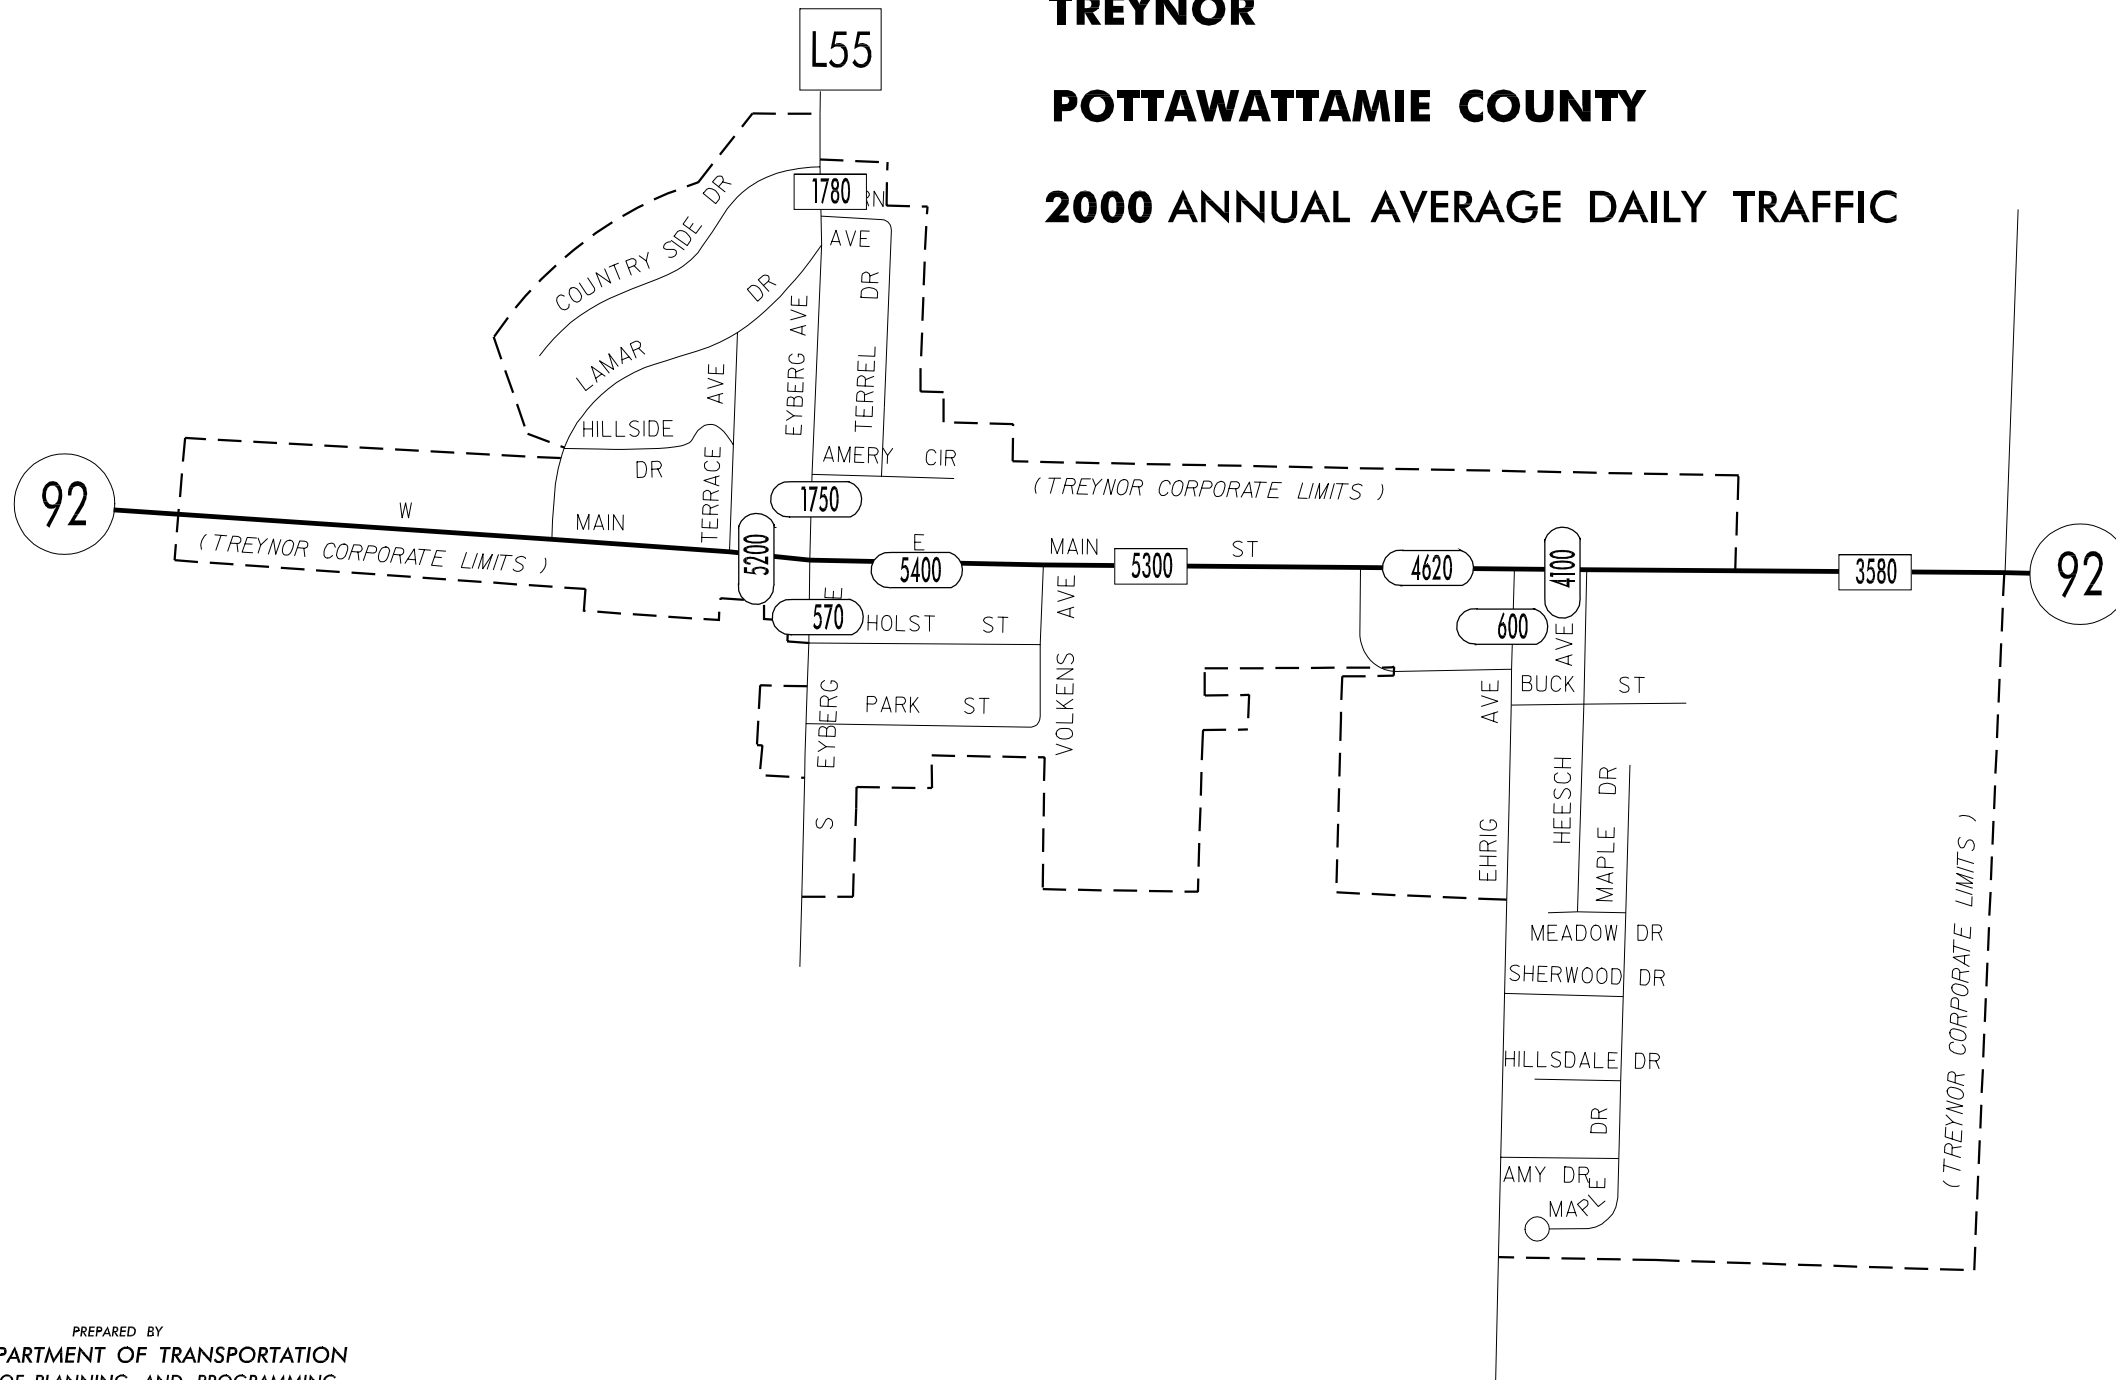 TREYNOR
L55
POTTAWATTAMIE COUNTY
2000 ANNUAL AVERAGE DAILY TRAFFIC
1780
AVE
COUNTRY SIDE DR
LAMAR DR
EYBERG AVE
TERREL DR
HILLSIDE
DR
TERRACE AVE
AMERY CIR
1750
92
W MAIN
(TREYNOR CORPORATE LIMITS)
(TREYNOR CORPORATE LIMITS)
5200
E MAIN ST
5400
5300
4620
4100
3580
92
570
E
HOLST ST
VOLKENS AVE
600
PARK ST
S EYBERG
BUCK ST
EHRIG AVE
HEESCH AVE
MAPLE DR
MEADOW DR
SHERWOOD DR
HILLSDALE DR
AMY DR
MAPLE DR
(TREYNOR CORPORATE LIMITS)
PREPARED BY
PARTMENT OF TRANSPORTATION
OF PLANNING AND PROGRAMMING